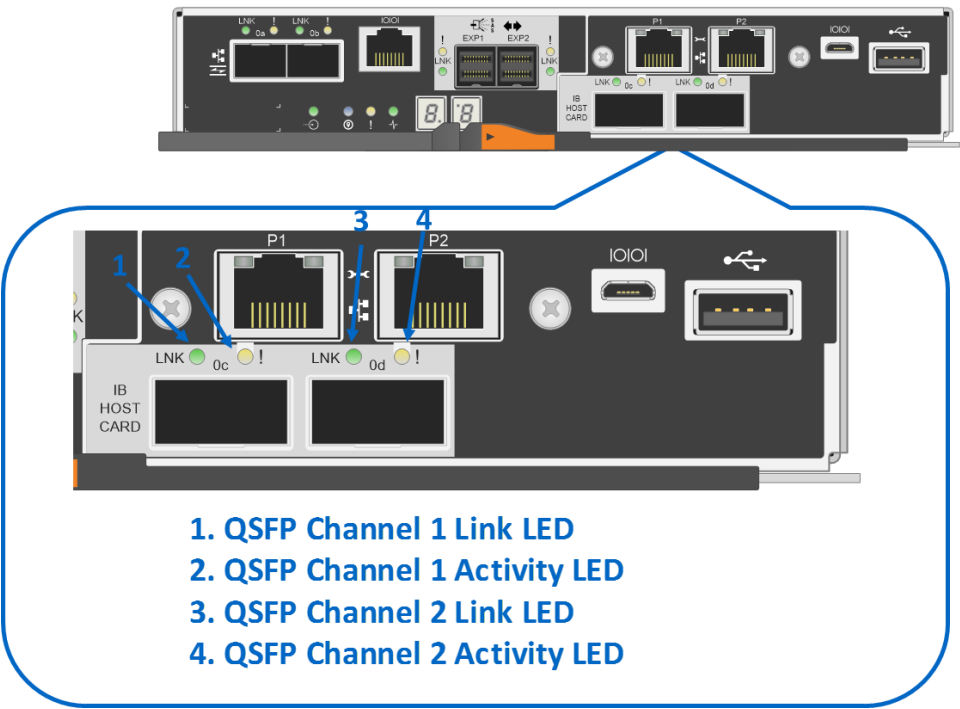 LNK ! LNK !
0a 0b
IOIOI
EXP1 EXP2
SAS
! !
LNK LNK
P1 P2
IOIOI
LNK 0c ! LNK 0d !
IB
HOST
CARD
!
8. 8
3 4
1 2
P1 P2
IOIOI
K
LNK 0c ! LNK 0d !
IB
HOST
CARD
1. QSFP Channel 1 Link LED
2. QSFP Channel 1 Activity LED
3. QSFP Channel 2 Link LED
4. QSFP Channel 2 Activity LED